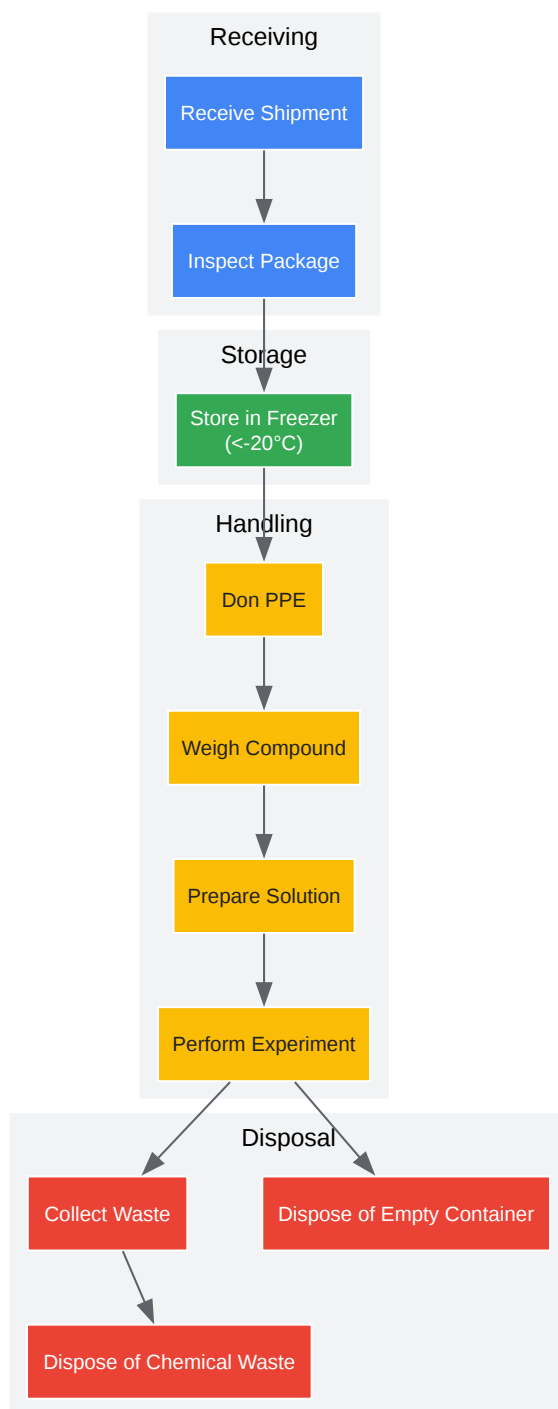 Receiving
Receive Shipment
Inspect Package
Storage
Store in Freezer
(<-20°C)
Handling
Don PPE
Weigh Compound
Prepare Solution
Perform Experiment
Disposal
Collect Waste
Dispose of Empty Container
Dispose of Chemical Waste